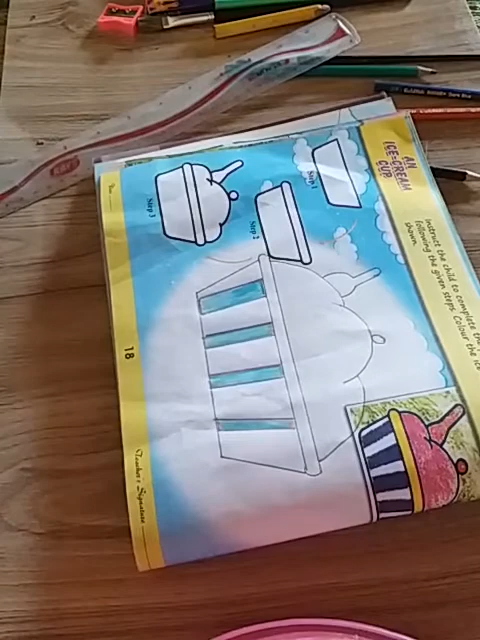 AN
ICE-CREAM
CUP
Instruct the child to complete the
following the given steps. Colour the ice
shown.
Step 1
Step 2
Step 3
18
Teacher's Signature